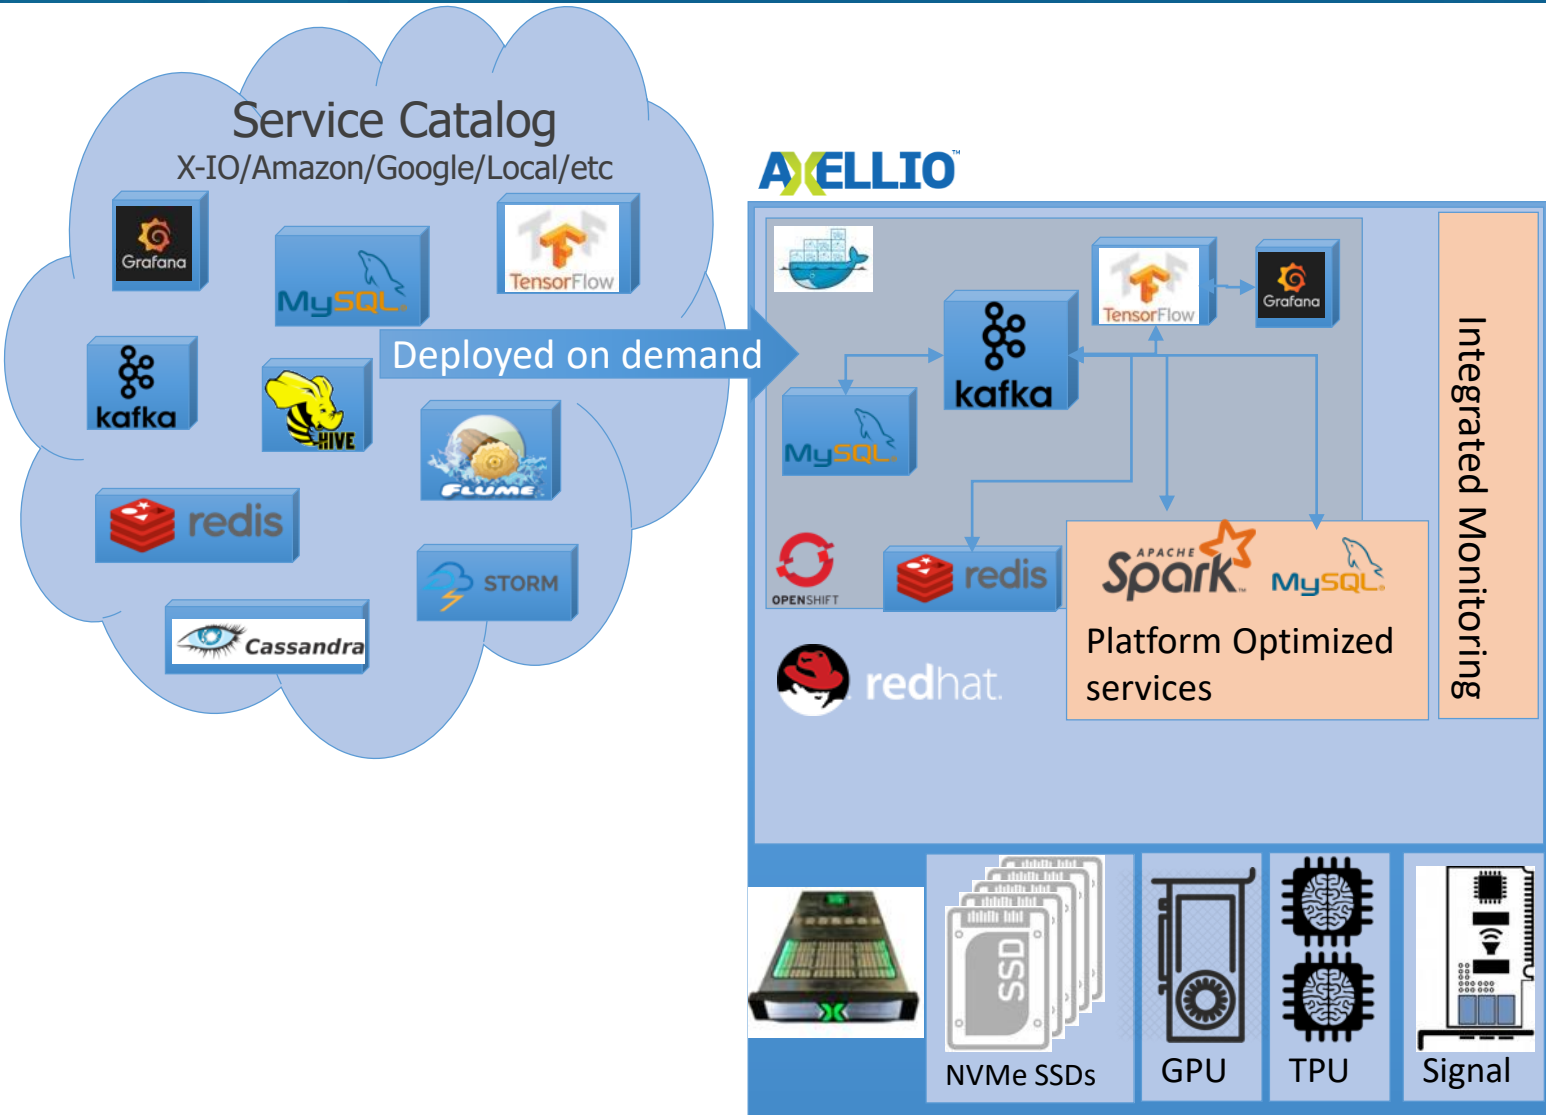 Service Catalog
X-IO/Amazon/Google/Local/etc
Grafana
MySQL®
TensorFlow
kafka
HIVE
Deployed on demand
FLUME
redis
STORM
Cassandra
AXELLIO™
TensorFlow
Grafana
kafka
MySQL®
OPENSHIFT
redis
APACHE
Spark™
MySQL®
Platform Optimized
services
redhat.
Integrated Monitoring
SSD
NVMe SSDs
GPU
TPU
Signal